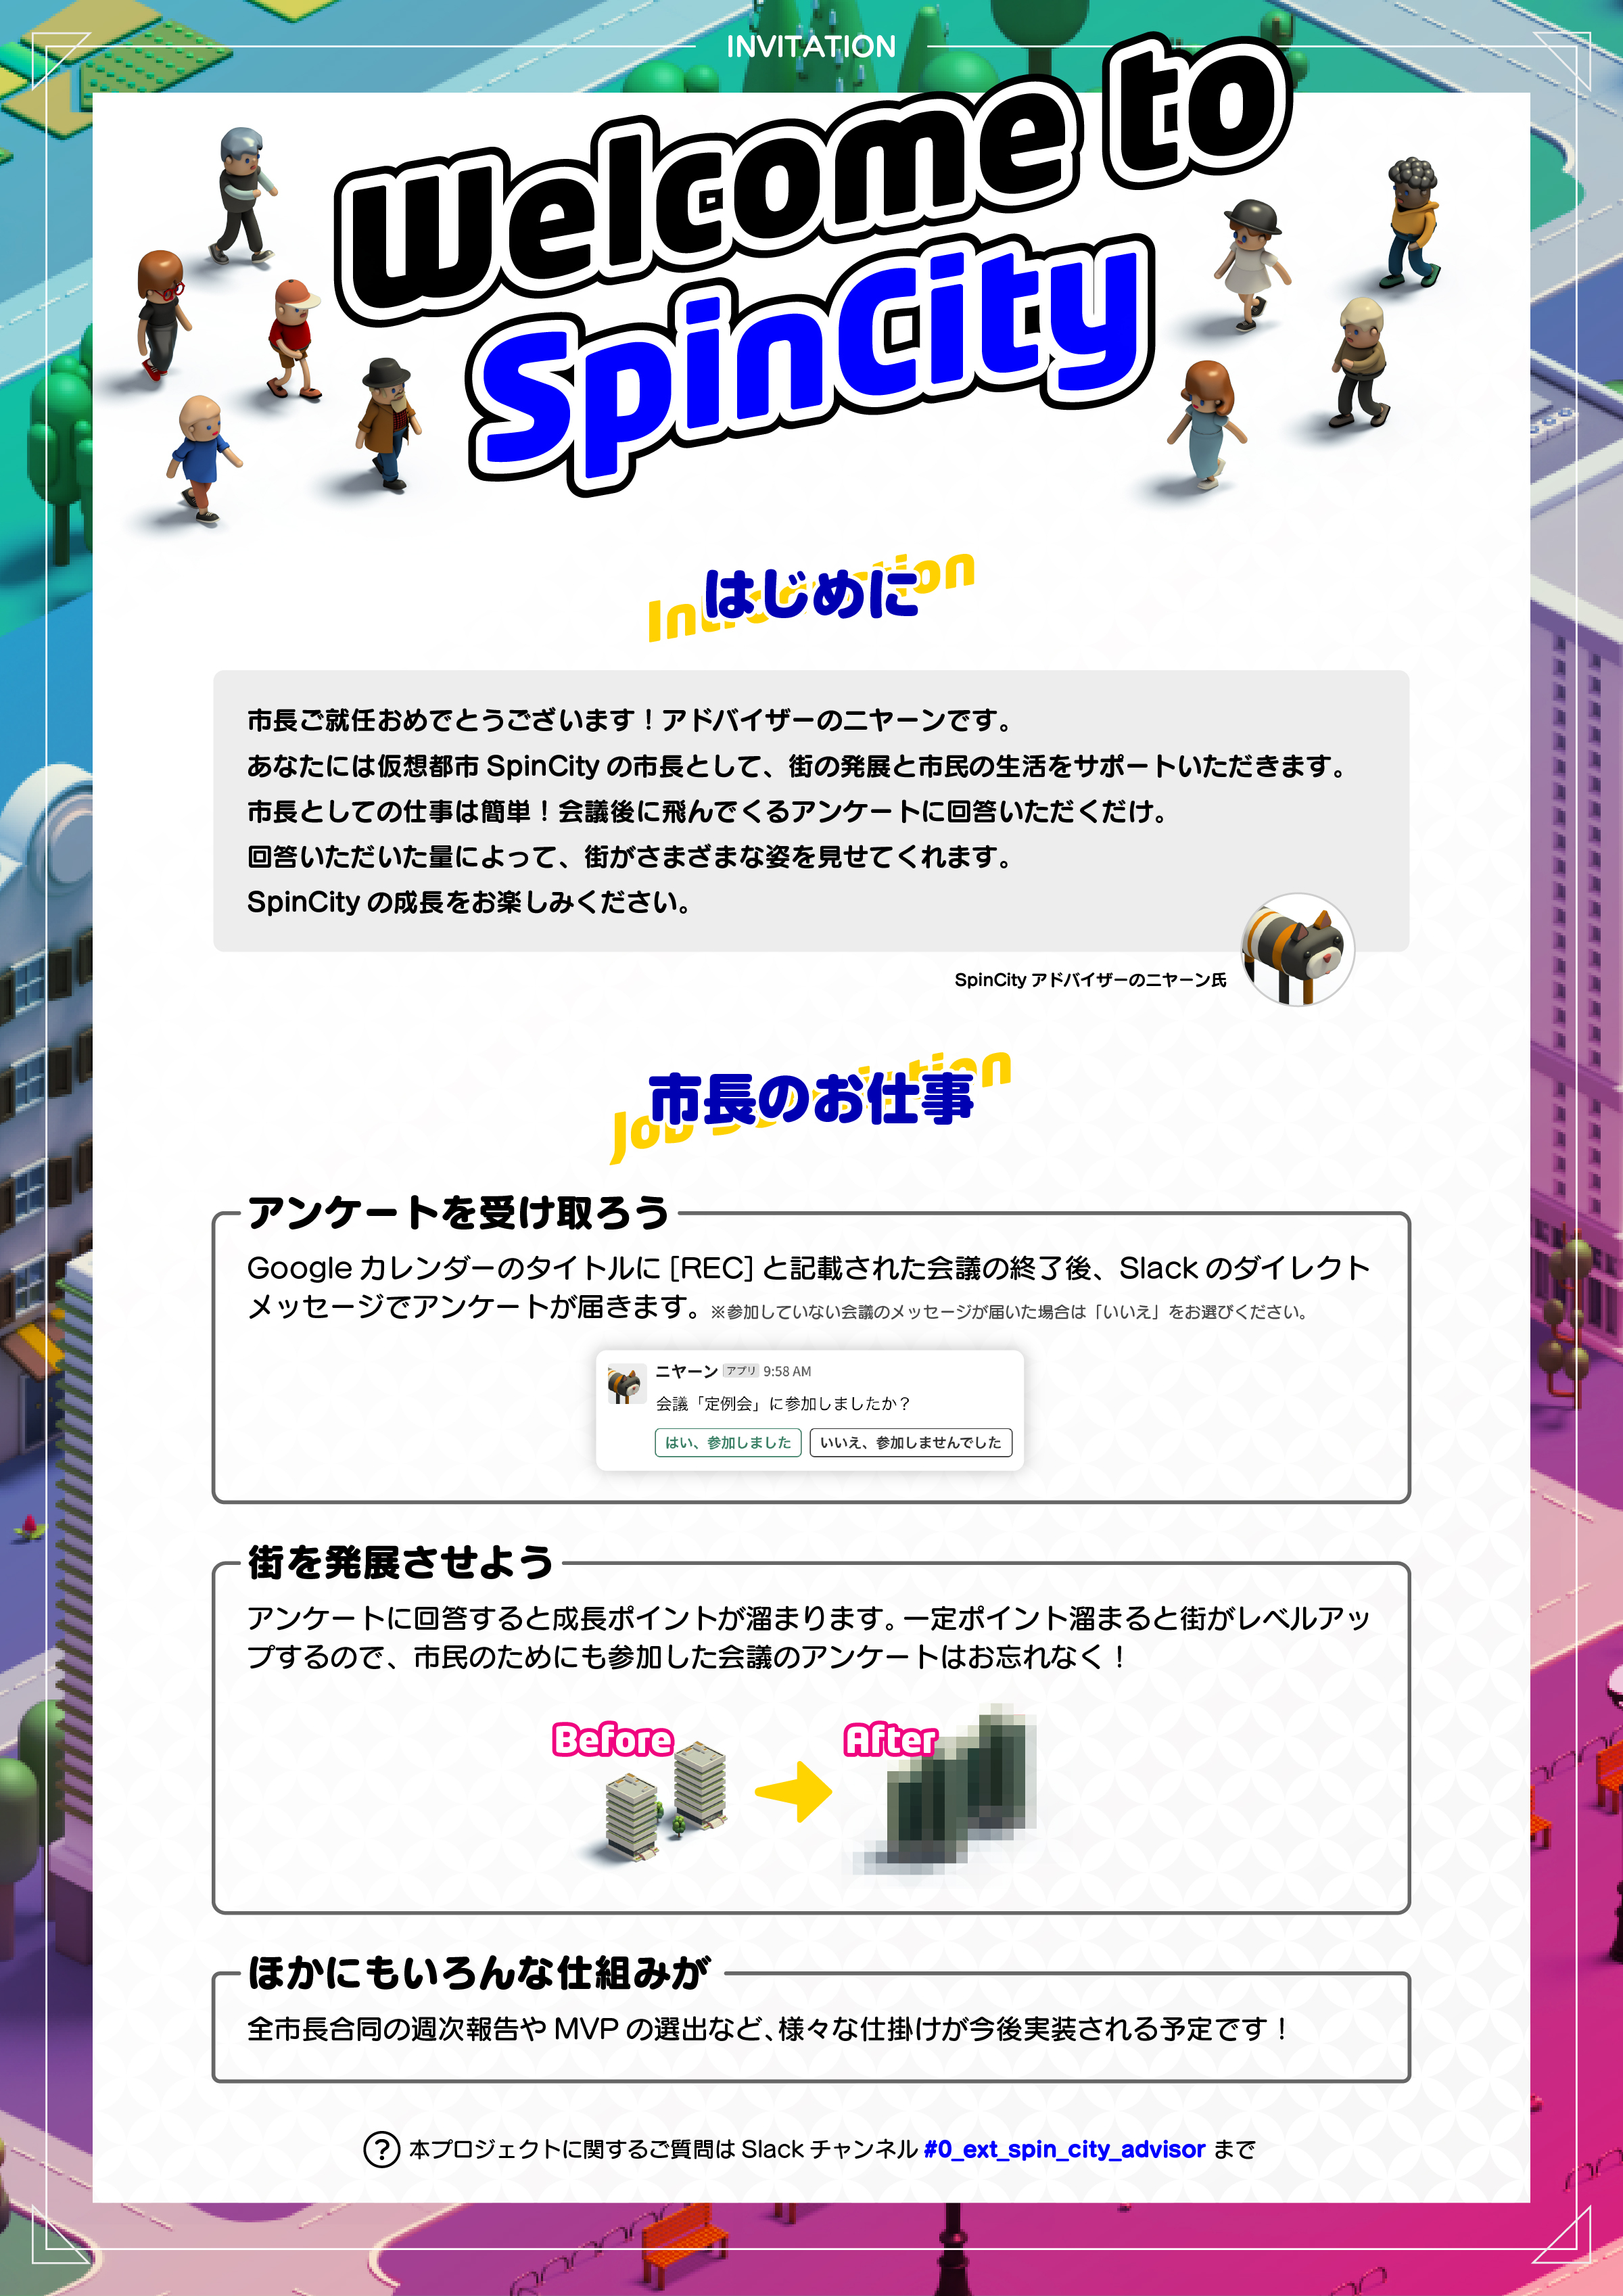 INVITATION
Welcome to
SpinCity
はじめに
市長ご就任おめでとうございます！アドバイザーのニヤーンです。
あなたには仮想都市 SpinCity の市長として、街の発展と市民の生活をサポートいただきます。
市長としての仕事は簡単！会議後に飛んでくるアンケートに回答いただくだけ。
回答いただいた量によって、街がさまざまな姿を見せてくれます。
SpinCity の成長をお楽しみください。
SpinCity アドバイザーのニヤーン氏
市長のお仕事
アンケートを受け取ろう
Google カレンダーのタイトルに [REC] と記載された会議の終了後、Slack のダイレクト
メッセージでアンケートが届きます。※参加していない会議のメッセージが届いた場合は「いいえ」をお選びください。
ニヤーン アプリ 9:58 AM
会議「定例会」に参加しましたか？
はい、参加しました いいえ、参加しませんでした
街を発展させよう
アンケートに回答すると成長ポイントが溜まります。一定ポイント溜まると街がレベルアッ
プするので、市民のためにも参加した会議のアンケートはお忘れなく！
Before After
ほかにもいろんな仕組みが
全市長合同の週次報告や MVP の選出など、様々な仕掛けが今後実装される予定です！
? 本プロジェクトに関するご質問は Slack チャンネル #0_ext_spin_city_advisor まで